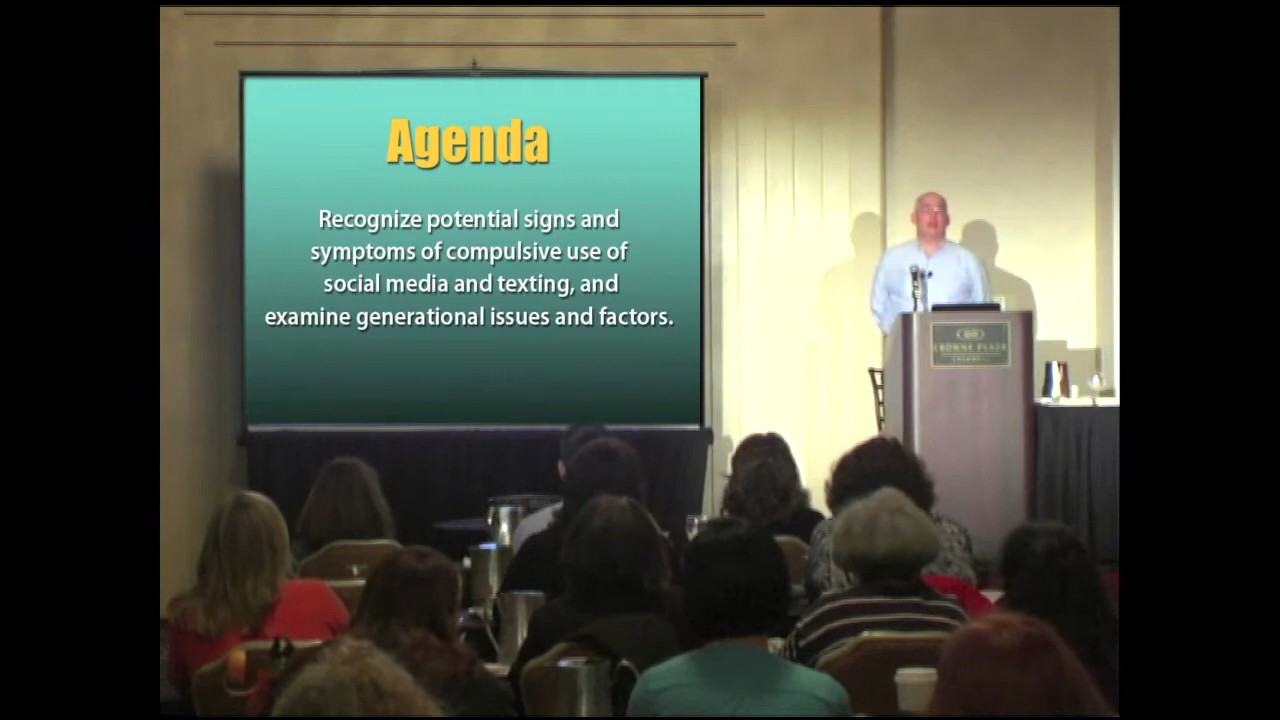 Agenda
Recognize potential signs and
symptoms of compulsive use of
social media and texting, and
examine generational issues and factors.
CROWNE PLAZA